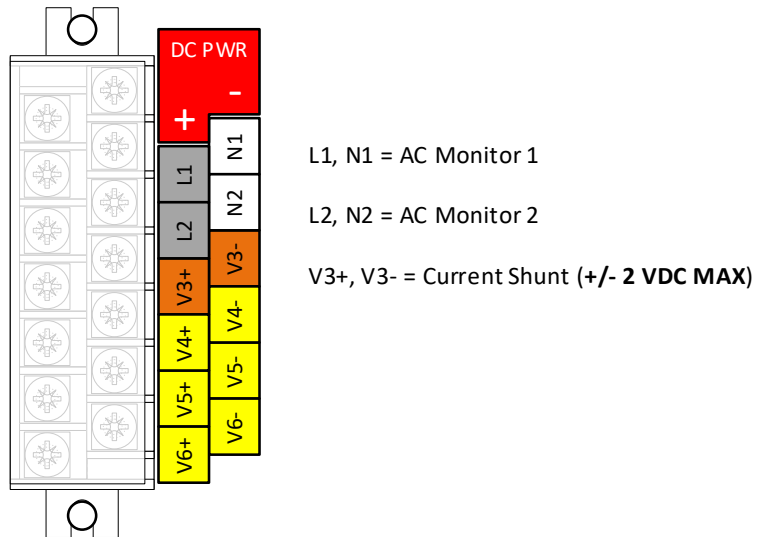 DC PWR
-
+
N1
L1
N2
L2
V3-
V3+
V4-
V4+
V5-
V5+
V6-
V6+
L1, N1 = AC Monitor 1
L2, N2 = AC Monitor 2
V3+, V3- = Current Shunt (+/- 2 VDC MAX)